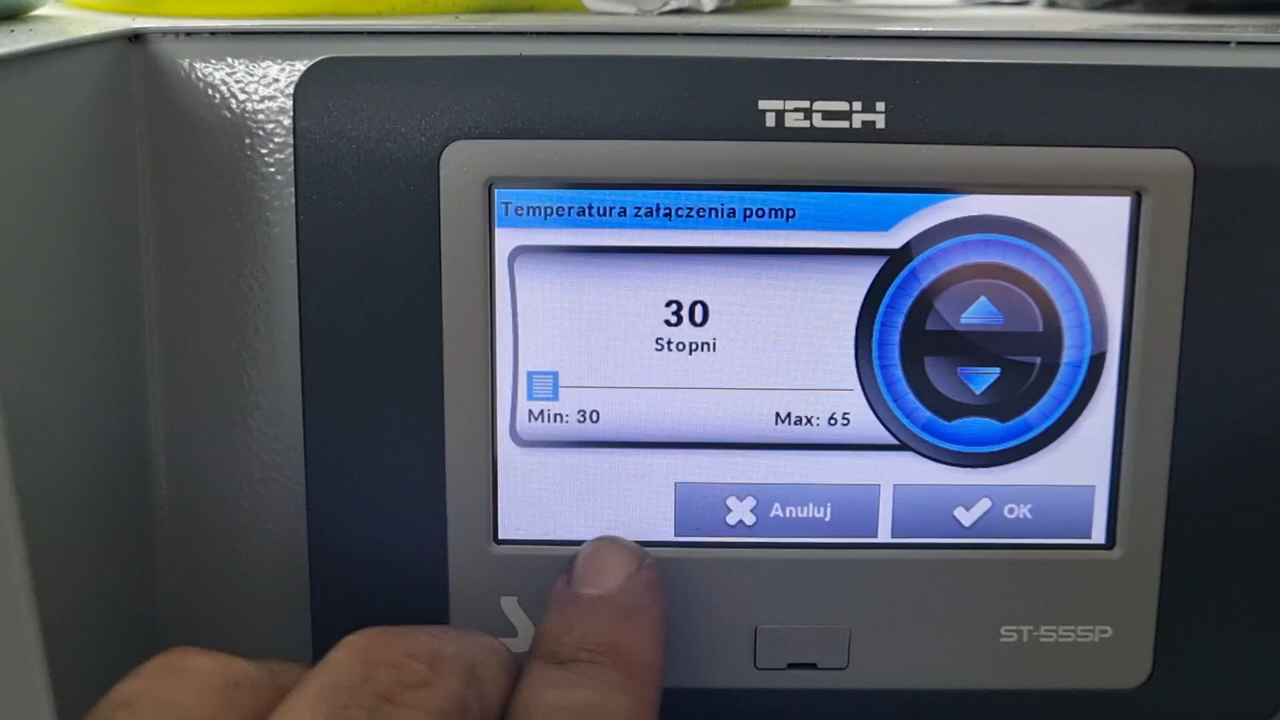 TECH
Temperatura załączenia pomp
30
Stopni
Min: 30
Max: 65
Anuluj
OK
ST-555P